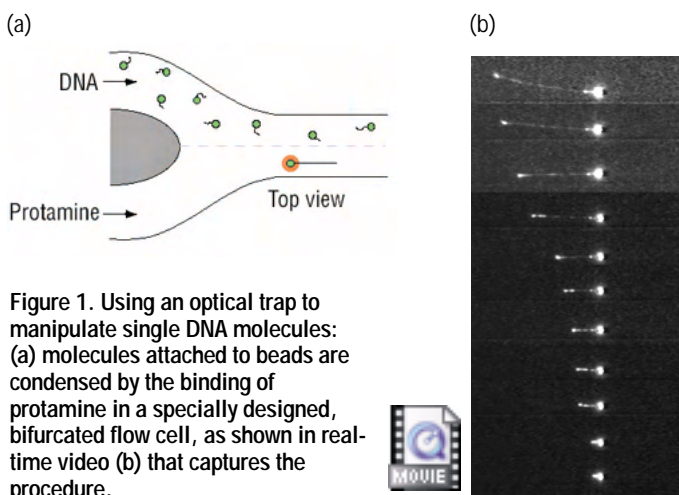 (a)
(b)
DNA
Protamine
Top view
Figure 1. Using an optical trap to
manipulate single DNA molecules:
(a) molecules attached to beads are
condensed by the binding of
protamine in a specially designed,
bifurcated flow cell, as shown in real-
time video (b) that captures the
procedure.
MOVIE